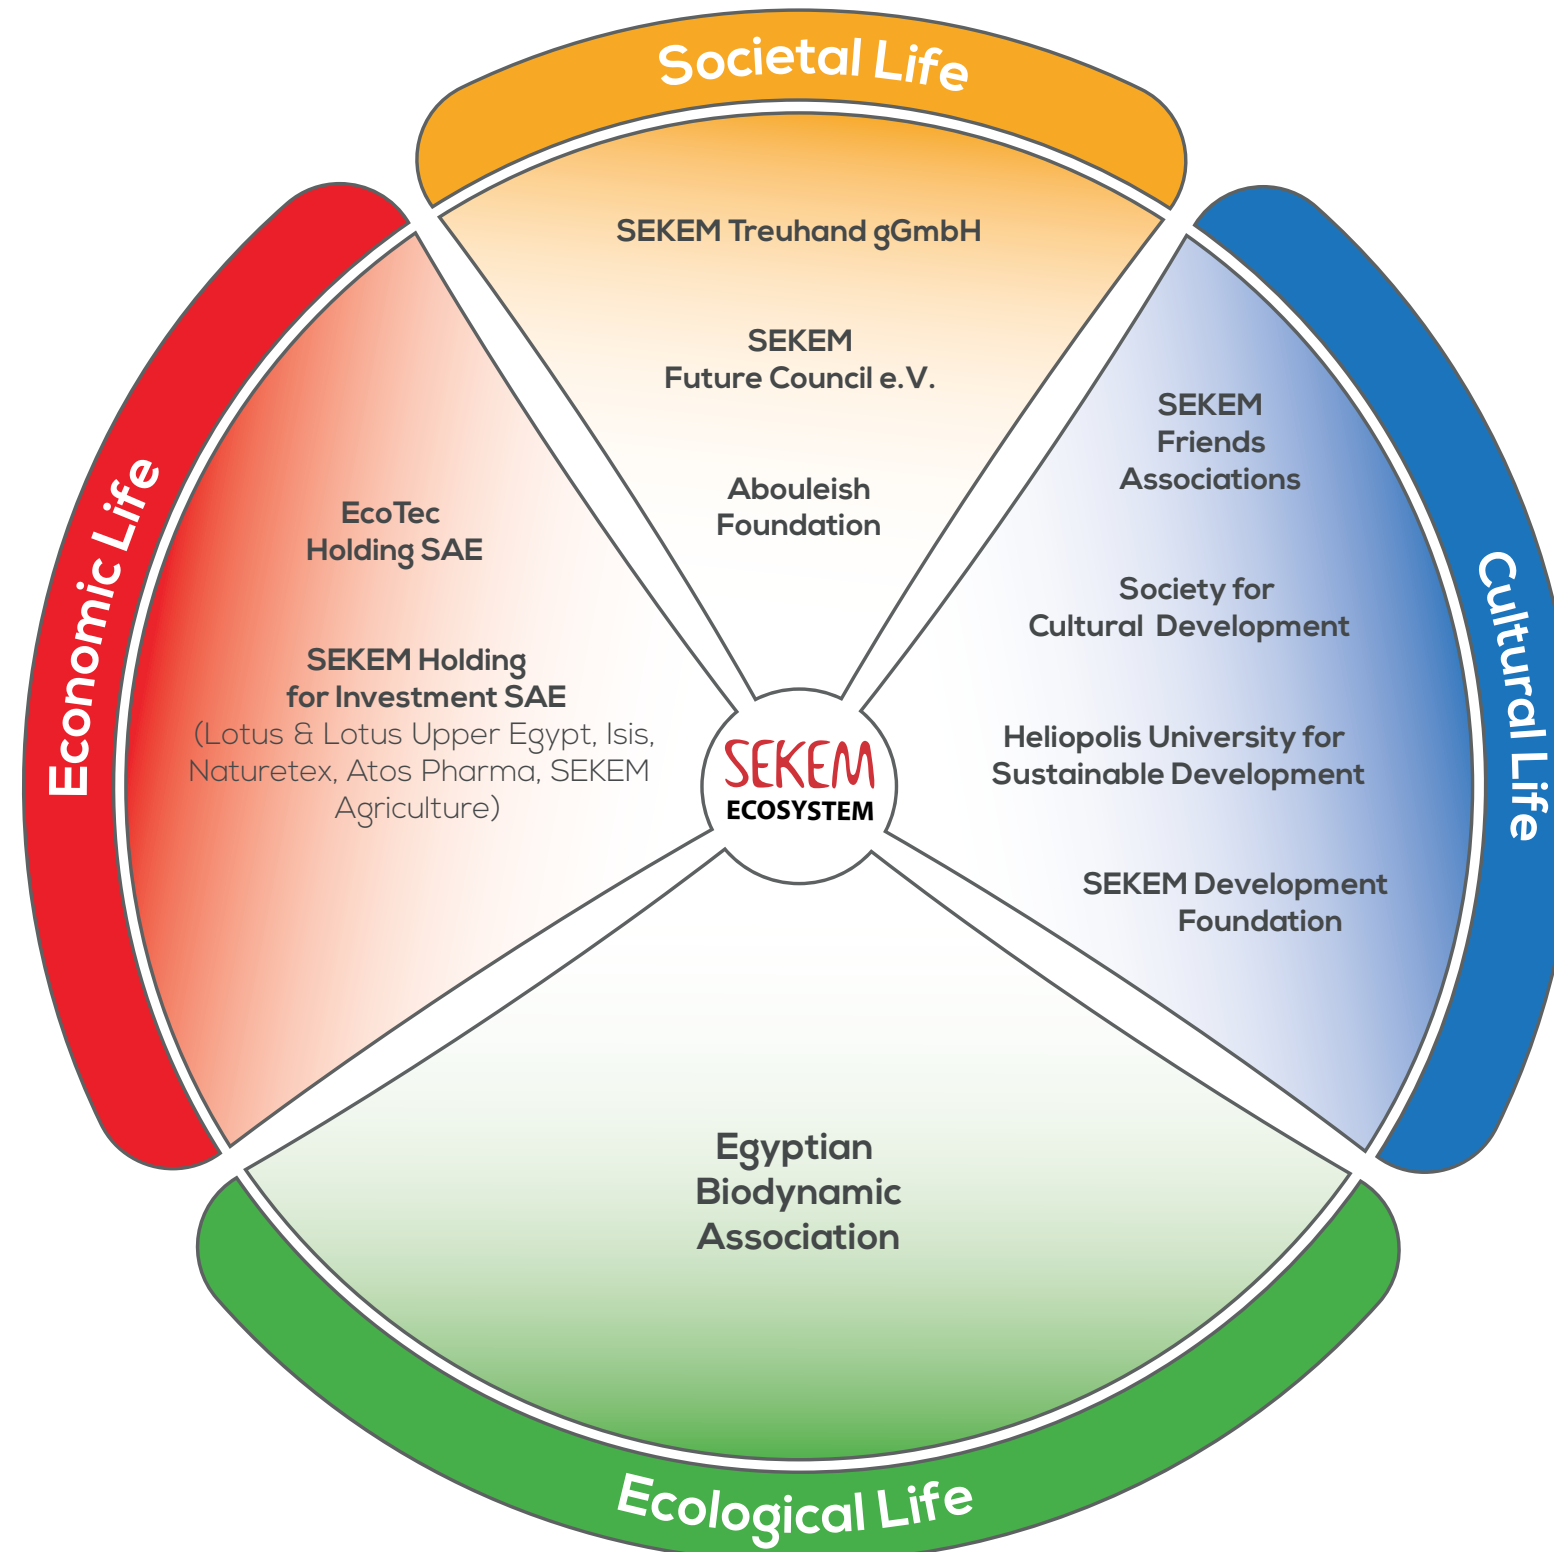 Societal Life
SEKEM Treuhand gGmbH
SEKEM
Future Council e.V.
Abouleish
Foundation
Economic Life
EcoTec
Holding SAE
SEKEM Holding
for Investment SAE
(Lotus & Lotus Upper Egypt, Isis,
Naturetex, Atos Pharma, SEKEM
Agriculture)
SEKEM
ECOSYSTEM
Cultural Life
SEKEM
Friends
Associations
Society for
Cultural Development
Heliopolis University for
Sustainable Development
SEKEM Development
Foundation
Egyptian
Biodynamic
Association
Ecological Life